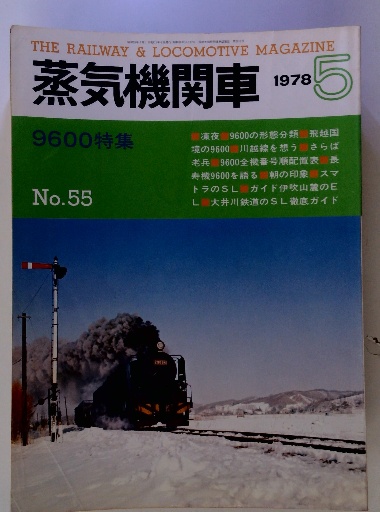 THE RAILWAY & LOCOMOTIVE MAGAZINE
蒸気機関車 1978 5
9600特集
■凍夜■9600の形態分類■飛越国
境の9600■川越線を想う■さらば
老兵■9600全機番号順配置表■長
寿機9600を語る■朝の印象■スマ
トラのSL■ガイド伊吹山麓のE
L■大井川鉄道のSL徹底ガイド
No.55